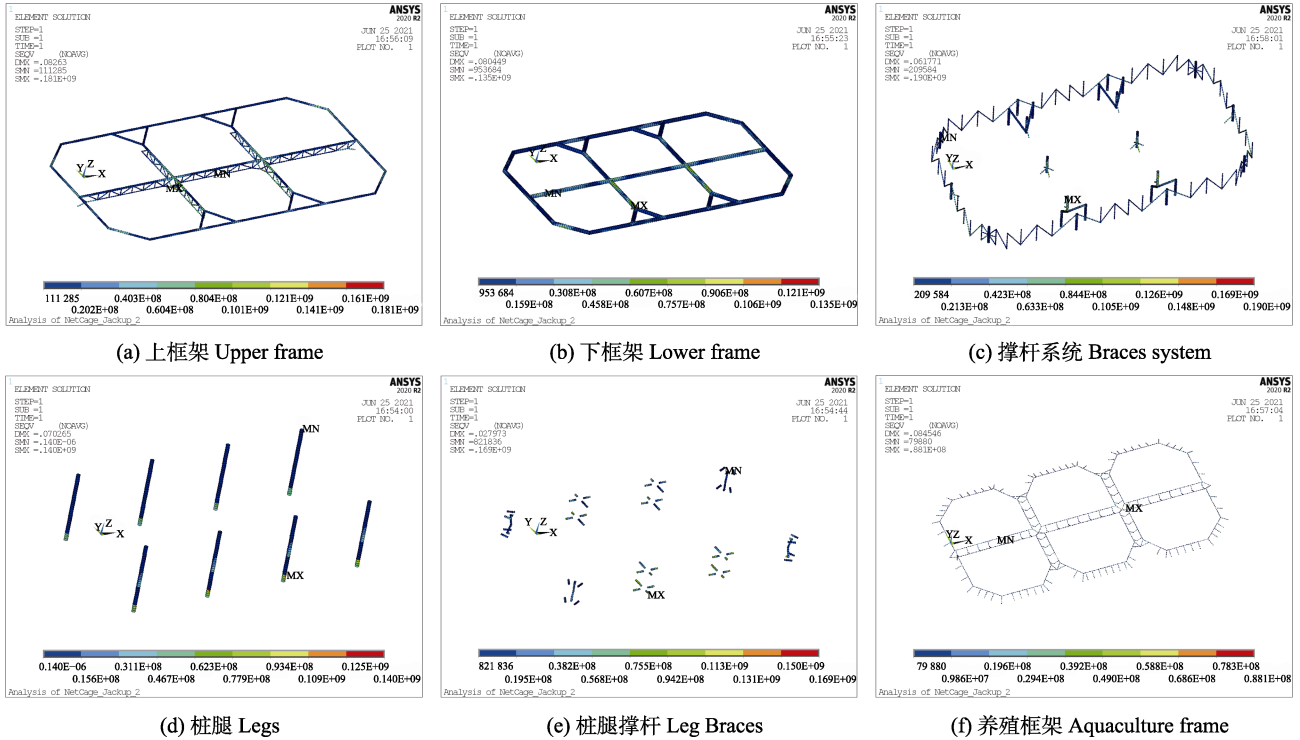 1
ELEMENT SOLUTION
STEP=1
SUB =1
TIME=1
SEQV (NOAVG)
DMX =.08263
SMN =111285
SMX =.181E+09
ANSYS
2020 R2
JUN 25 2021
16:56:09
PLOT NO. 1
Z
Y
X
MX
MN
111 285 0.403E+08 0.804E+08 0.121E+09 0.161E+09
0.202E+08 0.604E+08 0.101E+09 0.141E+09 0.181E+09
Analysis of NetCage_Jackup_2
(a) 上框架 Upper frame
1
ELEMENT SOLUTION
STEP=1
SUB =1
TIME=1
SEQV (NOAVG)
DMX =.080449
SMN =953684
SMX =.135E+09
ANSYS
2020 R2
JUN 25 2021
16:55:23
PLOT NO. 1
Y Z
X
MN
MX
953 684 0.308E+08 0.607E+08 0.906E+08 0.121E+09
0.159E+08 0.458E+08 0.757E+08 0.106E+09 0.135E+09
Analysis of NetCage_Jackup_2
(b) 下框架 Lower frame
1
ELEMENT SOLUTION
STEP=1
SUB =1
TIME=1
SEQV (NOAVG)
DMX =.061771
SMN =209584
SMX =.190E+09
ANSYS
2020 R2
JUN 25 2021
16:58:01
PLOT NO. 1
MN
YZ
X
MX
209 584 0.423E+08 0.844E+08 0.126E+09 0.169E+09
0.213E+08 0.633E+08 0.105E+09 0.148E+09 0.190E+09
Analysis of NetCage_Jackup_2
(c) 撑杆系统 Braces system
1
ELEMENT SOLUTION
STEP=1
SUB =1
TIME=1
SEQV (NOAVG)
DMX =.070265
SMN =.140E-06
SMX =.140E+09
ANSYS
2020 R2
JUN 25 2021
16:54:00
PLOT NO. 1
MN
Y Z
X
MX
0.140E-06 0.311E+08 0.623E+08 0.934E+08 0.125E+09
0.156E+08 0.467E+08 0.779E+08 0.109E+09 0.140E+09
Analysis of NetCage_Jackup_2
(d) 桩腿 Legs
1
ELEMENT SOLUTION
STEP=1
SUB =1
TIME=1
SEQV (NOAVG)
DMX =.027973
SMN =821836
SMX =.169E+09
ANSYS
2020 R2
JUN 25 2021
16:54:44
PLOT NO. 1
MN
Y Z
X
MX
821 836 0.382E+08 0.755E+08 0.113E+09 0.150E+09
0.195E+08 0.568E+08 0.942E+08 0.131E+09 0.169E+09
Analysis of NetCage_Jackup_2
(e) 桩腿撑杆 Leg Braces
1
ELEMENT SOLUTION
STEP=1
SUB =1
TIME=1
SEQV (NOAVG)
DMX =.084546
SMN =79880
SMX =.881E+08
ANSYS
2020 R2
JUN 25 2021
16:57:04
PLOT NO. 1
MX
YZ
X
MN
79 880 0.196E+08 0.392E+08 0.588E+08 0.783E+08
0.986E+07 0.294E+08 0.490E+08 0.686E+08 0.881E+08
Analysis of NetCage_Jackup_2
(f) 养殖框架 Aquaculture frame